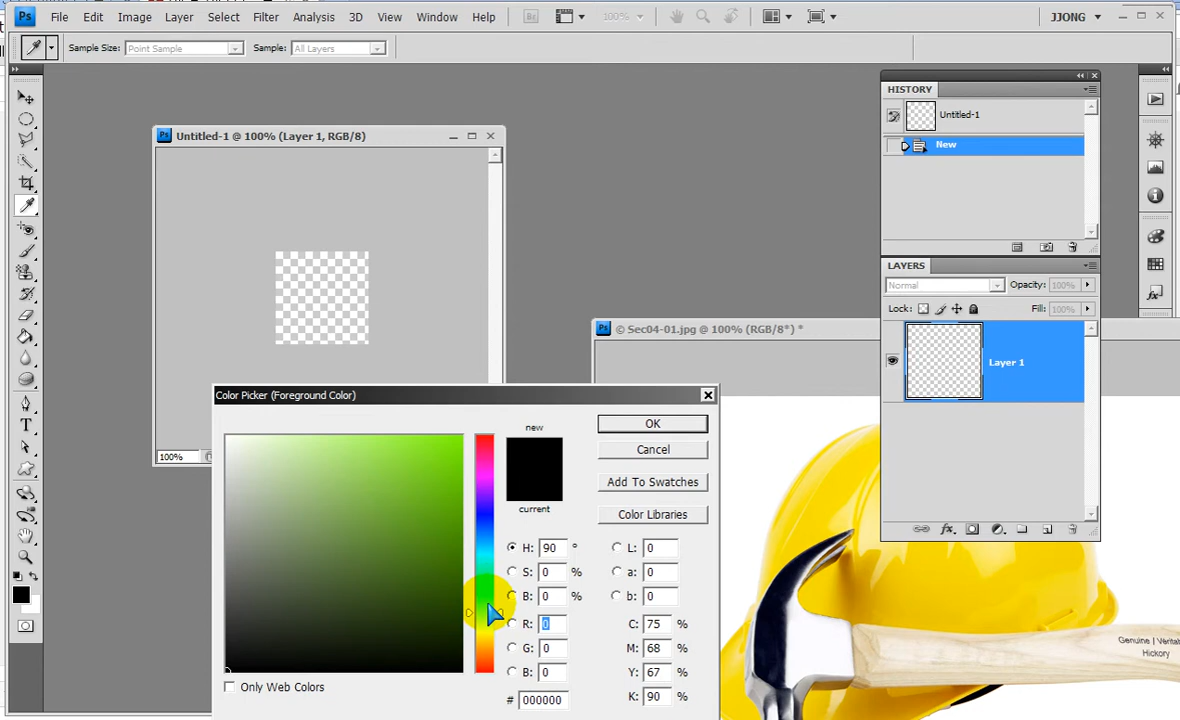 Ps File Edit Image Layer Select Filter Analysis 3D View Window Help Br 100% JJONG
Sample Size: Point Sample Sample: All Layers
HISTORY
Untitled-1
New
Ps Untitled-1 @ 100% (Layer 1, RGB/8)
100%
LAYERS
Normal Opacity: 100%
Lock: Fill: 100%
Layer 1
Ps © Sec04-01.jpg @ 100% (RGB/8*) *
Color Picker (Foreground Color)
new
current
OK
Cancel
Add To Swatches
Color Libraries
H: 90 ° L: 0
S: 0 % a: 0
B: 0 % b: 0
R: 0 C: 75 %
G: 0 M: 68 %
B: 0 Y: 67 %
# 000000 K: 90 %
Only Web Colors
T
fx
Hickory